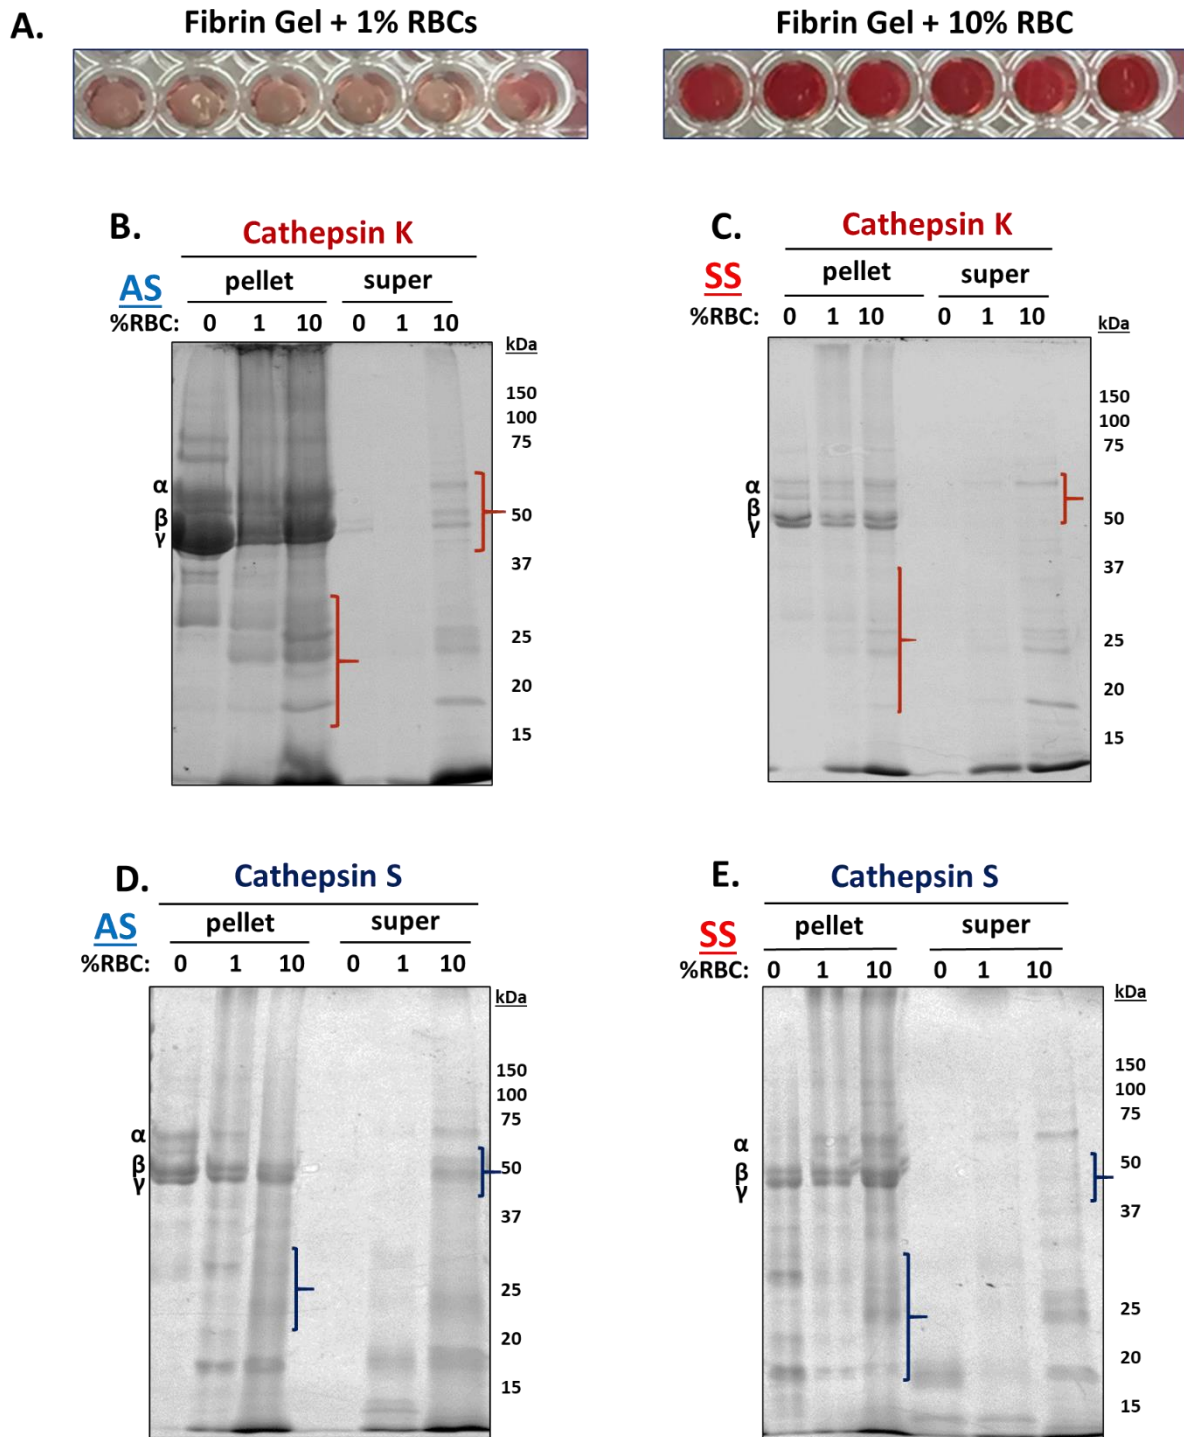 A.
Fibrin Gel + 1% RBCs
Fibrin Gel + 10% RBC
B.
Cathepsin K
AS
pellet super
%RBC: 0 1 10 0 1 10
kDa
150
100
75
50
37
25
20
15
α
β
γ
C.
Cathepsin K
SS
pellet super
%RBC: 0 1 10 0 1 10
kDa
150
100
75
50
37
25
20
15
α
β
γ
D.
Cathepsin S
AS
pellet super
%RBC: 0 1 10 0 1 10
kDa
150
100
75
50
37
25
20
15
α
β
γ
E.
Cathepsin S
SS
pellet super
%RBC: 0 1 10 0 1 10
kDa
150
100
75
50
37
25
20
15
α
β
γ